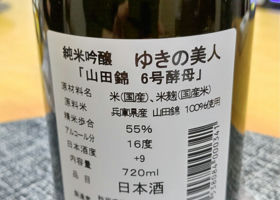 純米吟醸 ゆきの美人
「山田錦 6号酵母」
原材料名 米(国産)、米麹(国産米)
原料米 兵庫県産 山田錦 100%使用
精米歩合 55%
アルコール分 16度
日本酒度 +9
内容量 720ml
品目 日本酒